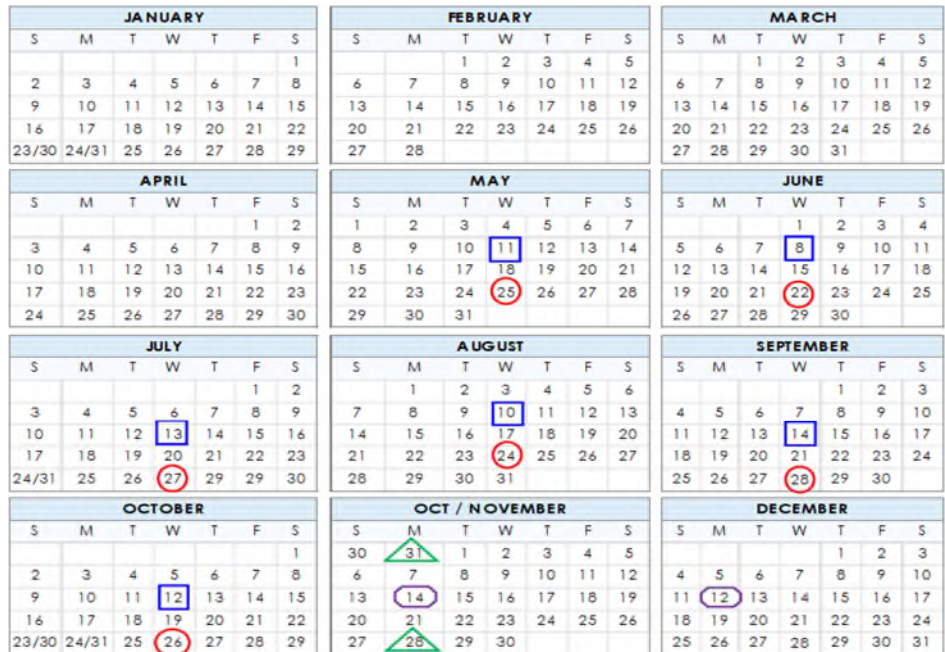 JANUARY
S M T W T F S
1
2 3 4 5 6 7 8
9 10 11 12 13 14 15
16 17 18 19 20 21 22
23/30 24/31 25 26 27 28 29
FEBRUARY
S M T W T F S
1 2 3 4 5
6 7 8 9 10 11 12
13 14 15 16 17 18 19
20 21 22 23 24 25 26
27 28
MARCH
S M T W T F S
1 2 3 4 5
6 7 8 9 10 11 12
13 14 15 16 17 18 19
20 21 22 23 24 25 26
27 28 29 30 31
APRIL
S M T W T F S
1 2
3 4 5 6 7 8 9
10 11 12 13 14 15 16
17 18 19 20 21 22 23
24 25 26 27 28 29 30
MAY
S M T W T F S
1 2 3 4 5 6 7
8 9 10 11 12 13 14
15 16 17 18 19 20 21
22 23 24 25 26 27 28
29 30 31
JUNE
S M T W T F S
1 2 3 4
5 6 7 8 9 10 11
12 13 14 15 16 17 18
19 20 21 22 23 24 25
26 27 28 29 30
JULY
S M T W T F S
1 2
3 4 5 6 7 8 9
10 11 12 13 14 15 16
17 18 19 20 21 22 23
24/31 25 26 27 29 29 30
AUGUST
S M T W T F S
1 2 3 4 5 6
7 8 9 10 11 12 13
14 15 16 17 18 19 20
21 22 23 24 25 26 27
28 29 30 31
SEPTEMBER
S M T W T F S
1 2 3
4 5 6 7 8 9 10
11 12 13 14 15 16 17
18 19 20 21 22 23 24
25 26 27 28 29 30
OCTOBER
S M T W T F S
1
2 3 4 5 6 7 8
9 10 11 12 13 14 15
16 17 18 19 20 21 22
23/30 24/31 25 26 27 28 29
OCT / NOVEMBER
S M T W T F S
30 31 1 2 3 4 5
6 7 8 9 10 11 12
13 14 15 16 17 18 19
20 21 22 23 24 25 26
27 28 29 30
DECEMBER
S M T W T F S
1 2 3
4 5 6 7 8 9 10
11 12 13 14 15 16 17
18 19 20 21 22 23 24
25 26 27 28 29 30 31